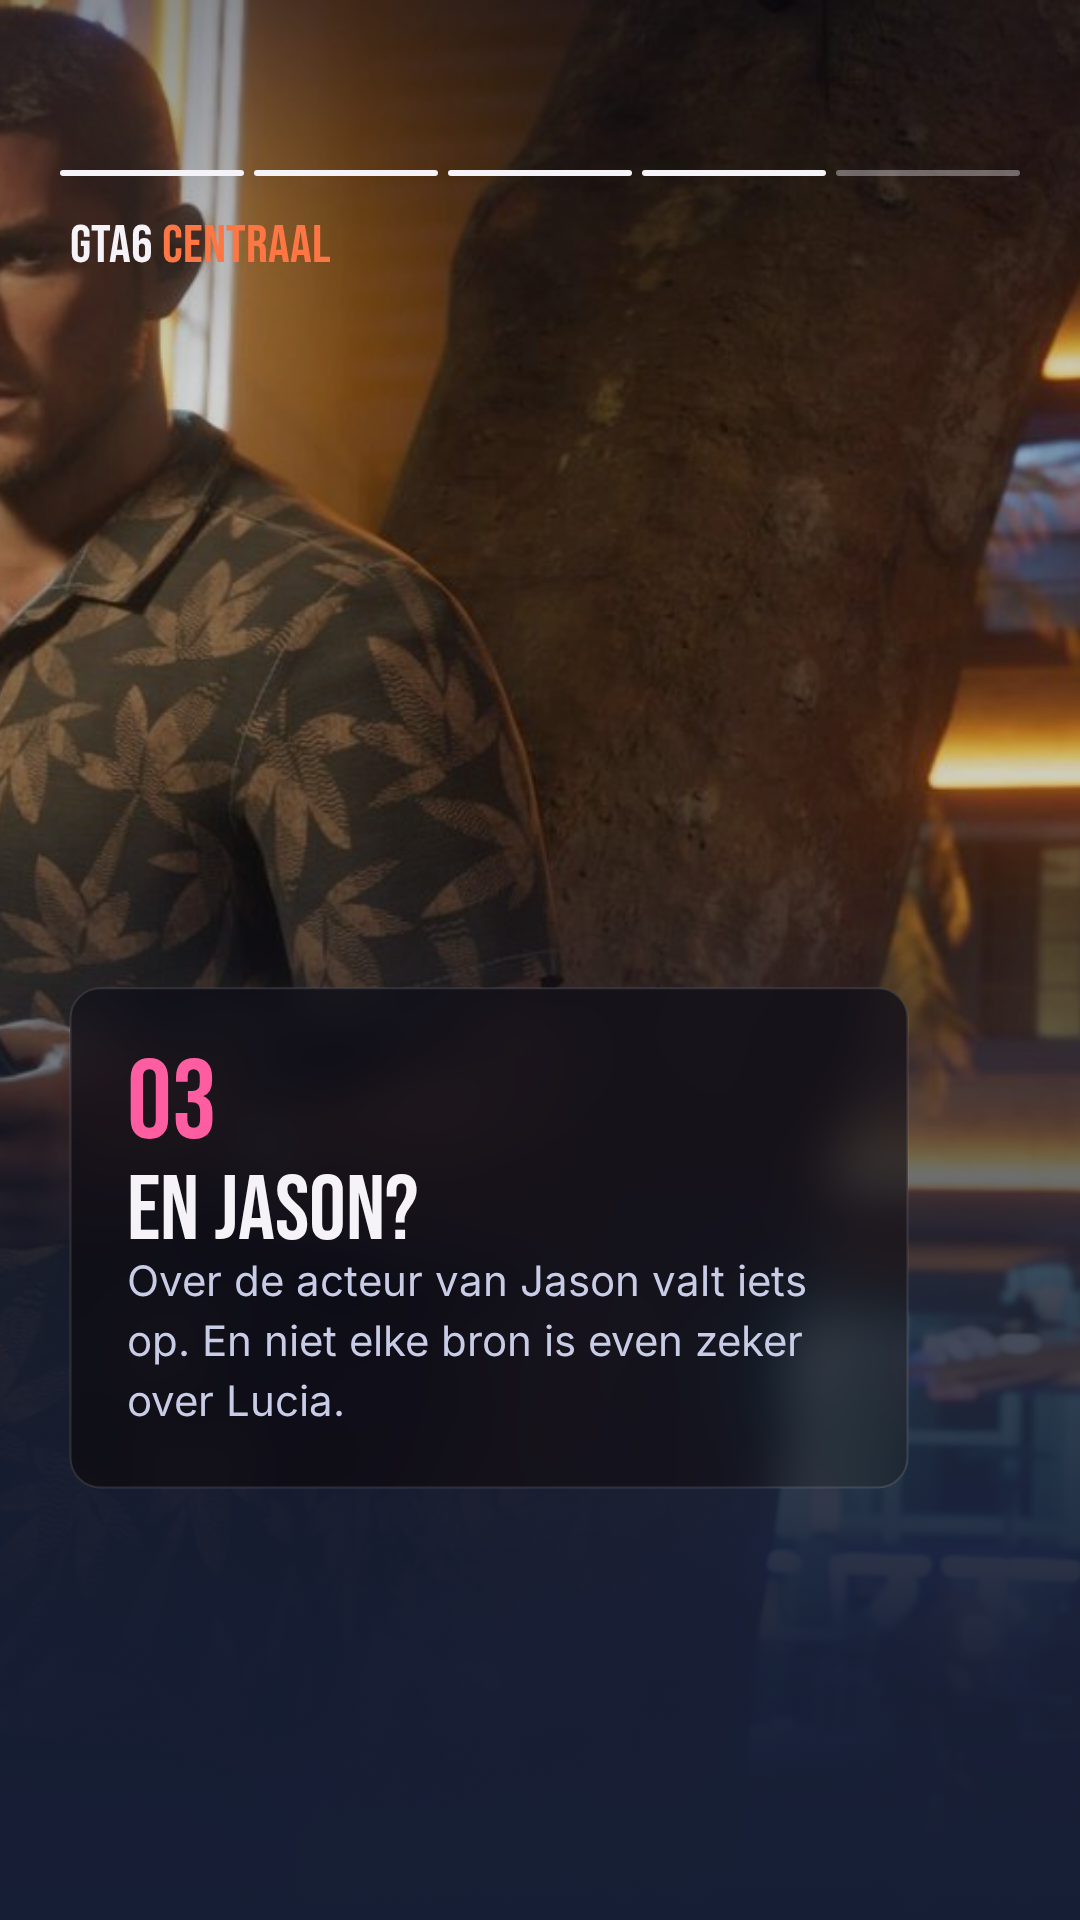 GTA6 CENTRAAL
03
EN JASON?
Over de acteur van Jason valt iets
op. En niet elke bron is even zeker
over Lucia.